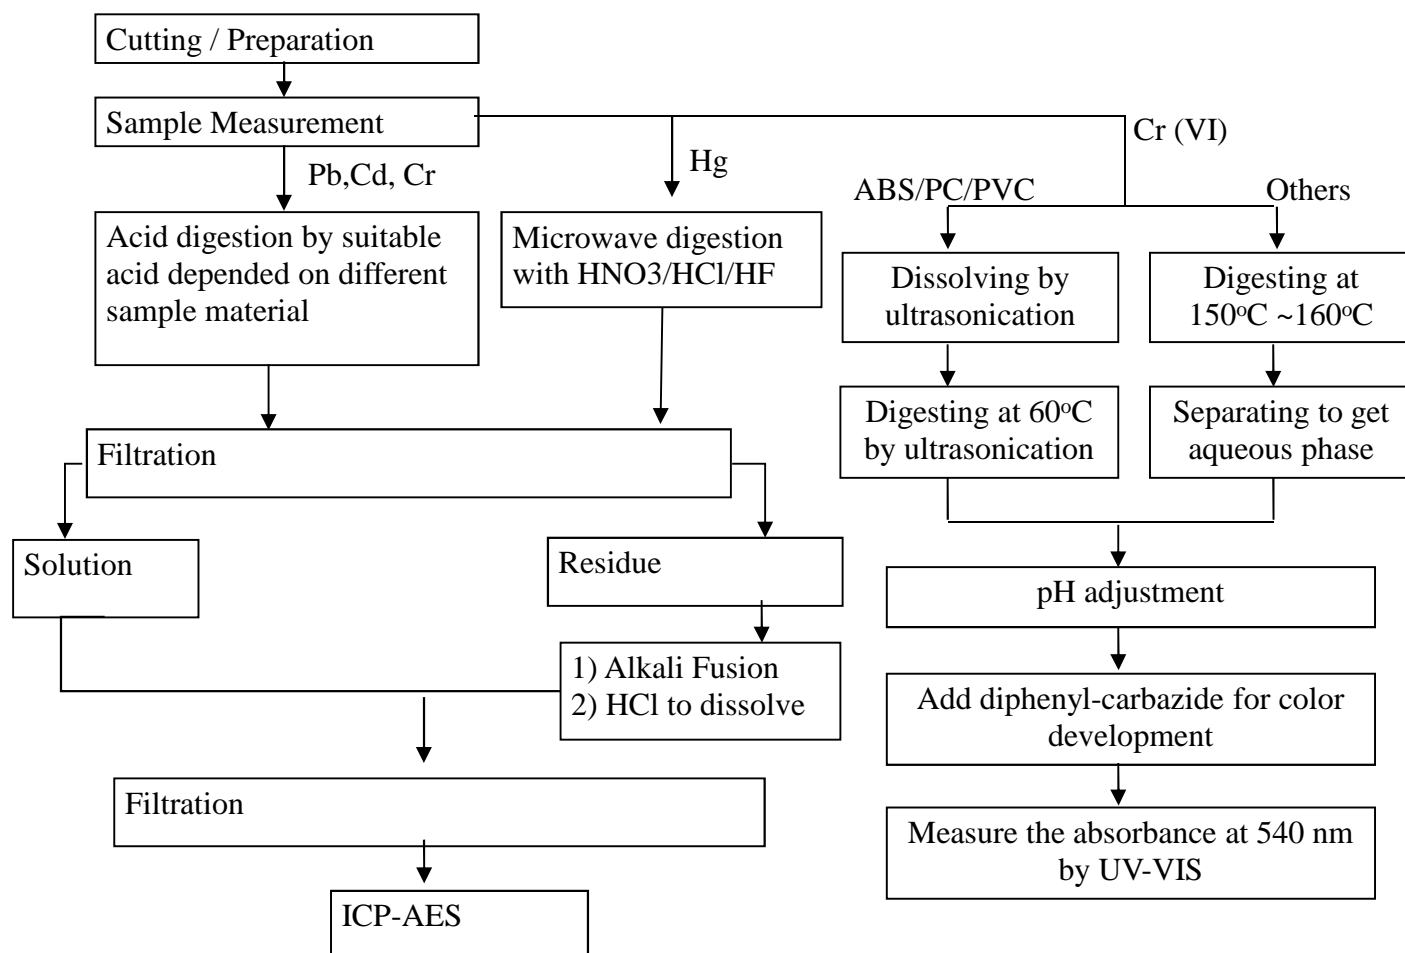 Cutting / Preparation
Sample Measurement
Cr (VI)
Pb,Cd, Cr
Hg
ABS/PC/PVC
Others
Acid digestion by suitable
acid depended on different
sample material
Microwave digestion
with HNO3/HCl/HF
Dissolving by
ultrasonication
Digesting at
150°C ~160°C
Digesting at 60°C
by ultrasonication
Separating to get
aqueous phase
Filtration
Solution
Residue
pH adjustment
1) Alkali Fusion
2) HCl to dissolve
Add diphenyl-carbazide for color
development
Filtration
Measure the absorbance at 540 nm
by UV-VIS
ICP-AES